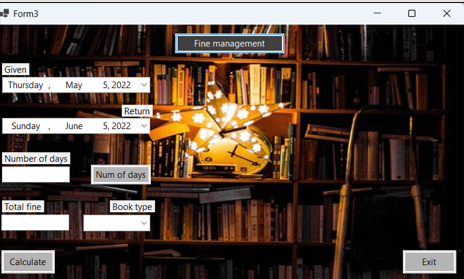 Form3
Fine management
Given
Thursday , May 5, 2022
Return
Sunday , June 5, 2022
Number of days
Num of days
Total fine Book type
Calculate Exit